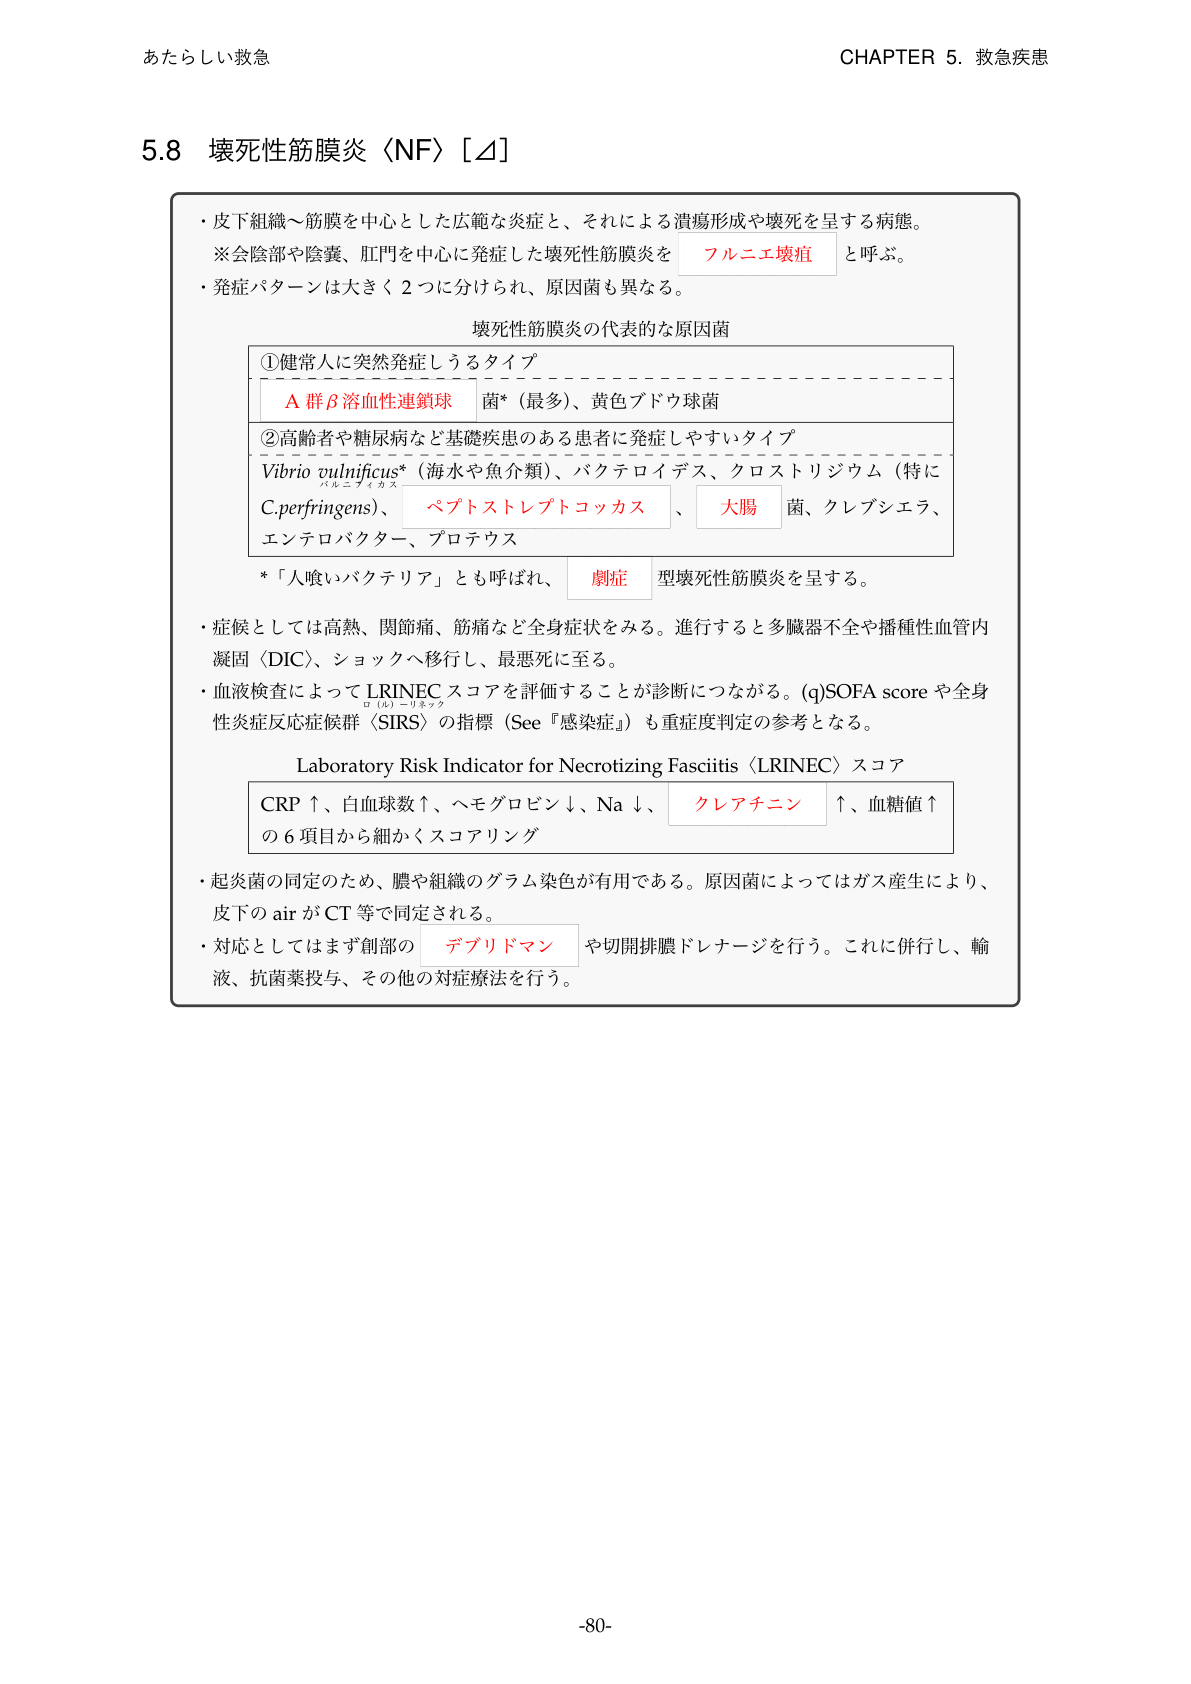 あたらしい救急
CHAPTER 5. 救急疾患
5.8 壊死性筋膜炎〈NF〉[⊿]
・皮下組織〜筋膜を中心とした広範な炎症と、それによる潰瘍形成や壊死を呈する病態。
※会陰部や陰囊、肛門を中心に発症した壊死性筋膜炎を フルニエ壊疽 と呼ぶ。
・発症パターンは大きく 2 つに分けられ、原因菌も異なる。
壊死性筋膜炎の代表的な原因菌
①健常人に突然発症しうるタイプ
A 群 β 溶血性連鎖球 菌*（最多）、黄色ブドウ球菌
②高齢者や糖尿病など基礎疾患のある患者に発症しやすいタイプ
Vibrio vulnificus*（海水や魚介類）、バクテロイデス、クロストリジウム（特に
バルニフィカス
C.perfringens）、 ペプトストレプトコッカス 、 大腸 菌、クレブシエラ、
エンテロバクター、プロテウス
*「人喰いバクテリア」とも呼ばれ、 劇症 型壊死性筋膜炎を呈する。
・症候としては高熱、関節痛、筋痛など全身症状をみる。進行すると多臓器不全や播種性血管内
凝固〈DIC〉、ショックへ移行し、最悪死に至る。
・血液検査によって LRINEC スコアを評価することが診断につながる。(q)SOFA score や全身
ロ（ル）ーリネック
性炎症反応症候群〈SIRS〉の指標（See『感染症』）も重症度判定の参考となる。
Laboratory Risk Indicator for Necrotizing Fasciitis〈LRINEC〉スコア
CRP ↑、白血球数↑、ヘモグロビン↓、Na ↓、 クレアチニン ↑、血糖値↑
の 6 項目から細かくスコアリング
・起炎菌の同定のため、膿や組織のグラム染色が有用である。原因菌によってはガス産生により、
皮下の air が CT 等で同定される。
・対応としてはまず創部の デブリドマン や切開排膿ドレナージを行う。これに併行し、輸
液、抗菌薬投与、その他の対症療法を行う。
-80-